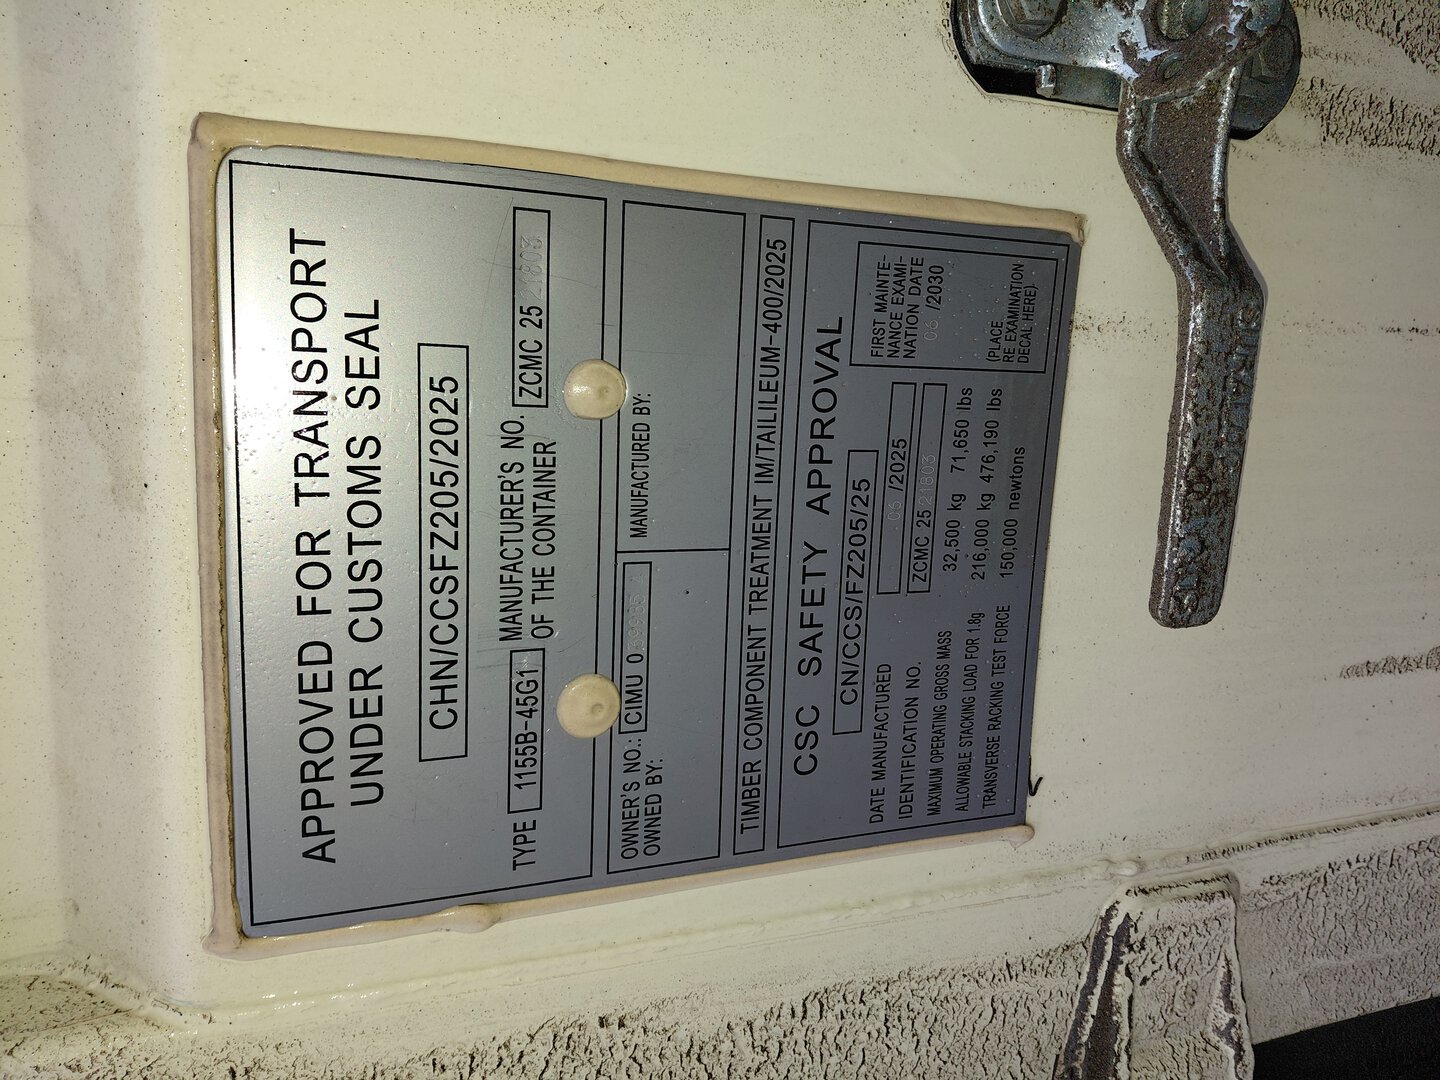 APPROVED FOR TRANSPORT
UNDER CUSTOMS SEAL
CHN/CCSFZ205/2025
TYPE 1155B-45G1 MANUFACTURER'S NO.
OF THE CONTAINER ZCMC 25 21803
OWNER'S NO.: CIMU 0
OWNED BY:
MANUFACTURED BY:
TIMBER COMPONENT TREATMENT IM/TAILILEUM-400/2025
CSC SAFETY APPROVAL
CN/CCS/FZ205/25
DATE MANUFACTURED 06 /2025
IDENTIFICATION NO. ZCMC 25 21803
MAXIMUM OPERATING GROSS MASS 32,500 kg 71,650 lbs
ALLOWABLE STACKING LOAD FOR 1.8g 216,000 kg 476,190 lbs
TRANSVERSE RACKING TEST FORCE 150,000 newtons
FIRST MAINTE-
NANCE EXAMI-
NATION DATE
06 /2030
(PLACE
RE EXAMINATION
DECAL HERE)